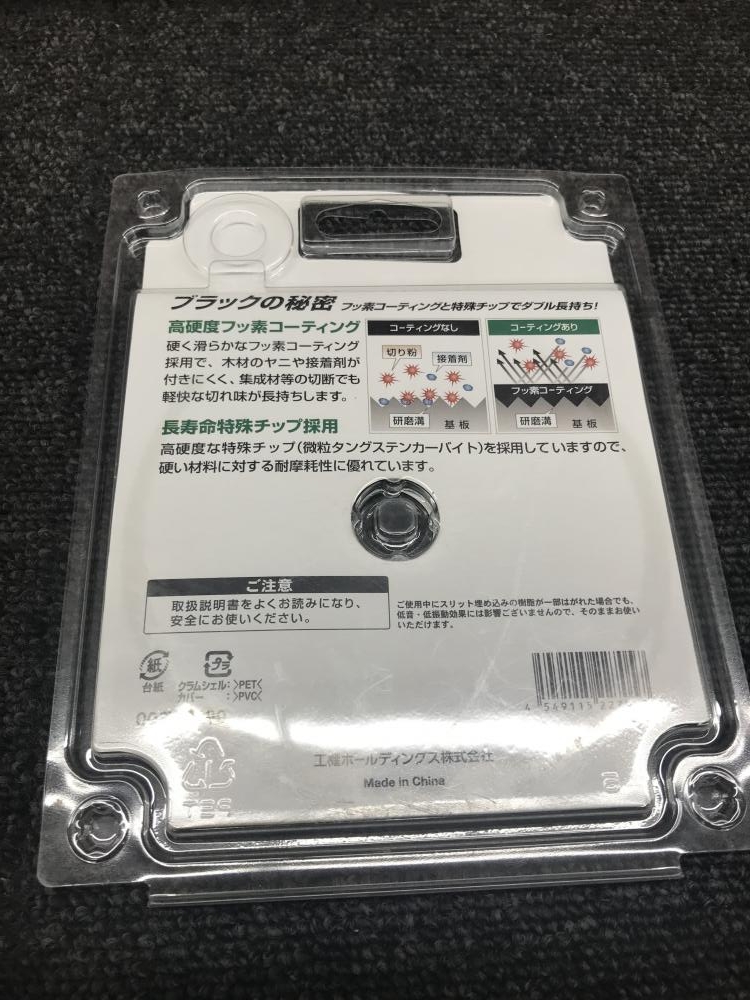 ブラックの秘密 フッ素コーティングと特殊チップでダブル長持ち!
高硬度フッ素コーティング
硬く滑らかなフッ素コーティング
採用で、木材のヤニや接着剤が
付きにくく、集成材等の切断でも
軽快な切れ味が長持ちします。
コーティングなし
切り粉
接着剤
研磨溝
基板
コーティングあり
フッ素コーティング
研磨溝
基板
長寿命特殊チップ採用
高硬度な特殊チップ(微粒タングステンカーバイト)を採用していますので、
硬い材料に対する耐摩耗性に優れています。
ご注意
取扱説明書をよくお読みになり、
安全にお使いください。
ご使用中にスリット埋め込みの樹脂が一部はがれた場合でも、
低音・低振動効果には影響ございませんので、そのままお使い
いただけます。
紙
台紙
プラ
クラムシェル:>PET<
カバー :>PVC<
工機ホールディングス株式会社
Made in China
PET